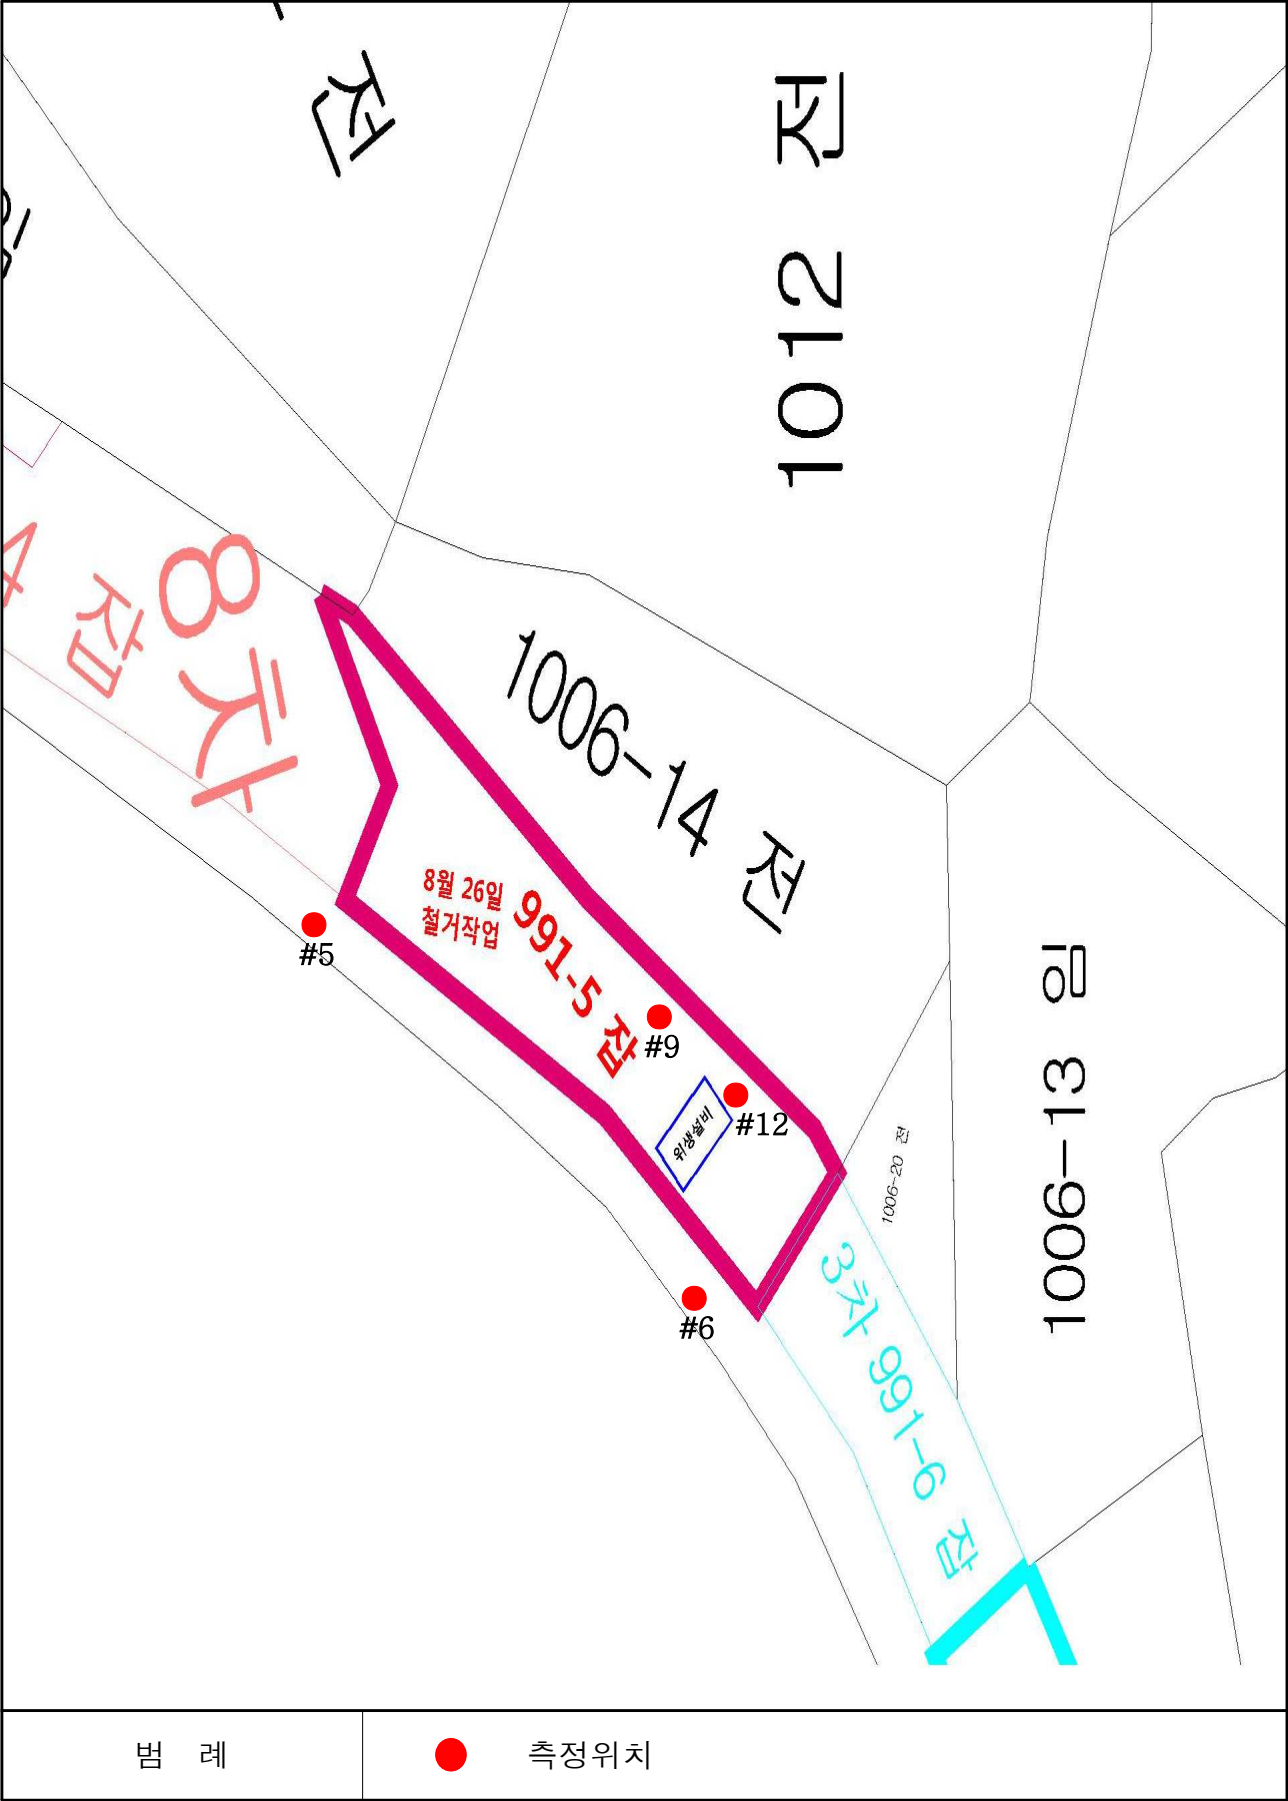 전
1012 전
4 잡
8차
1006-14 전
8월 26일
철거작업
991-5 잡
#5
#9
#12
위생설비
#6
1006-20 전
1006-13 임
3차 991-6 잡
범 례
측정위치